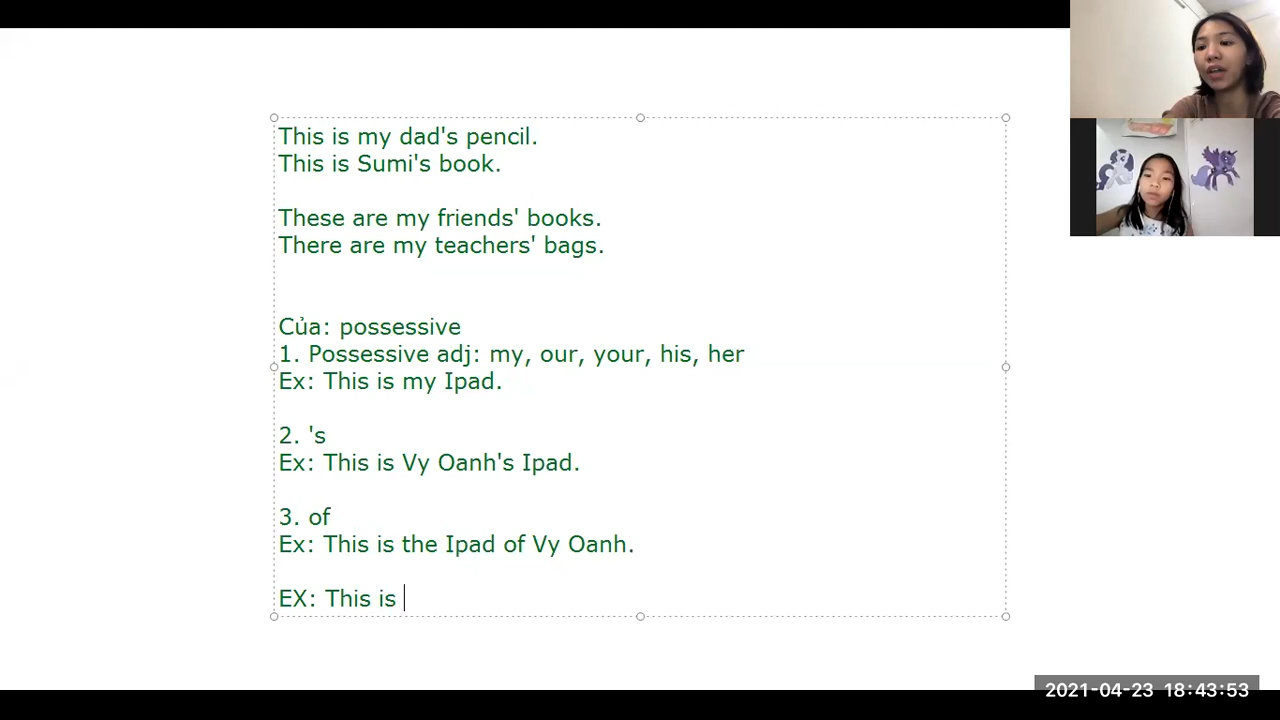 This is my dad's pencil.
This is Sumi's book.
These are my friends' books.
There are my teachers' bags.
Của: possessive
1. Possessive adj: my, our, your, his, her
Ex: This is my Ipad.
2. 's
Ex: This is Vy Oanh's Ipad.
3. of
Ex: This is the Ipad of Vy Oanh.
EX: This is
2021-04-23 18:43:53